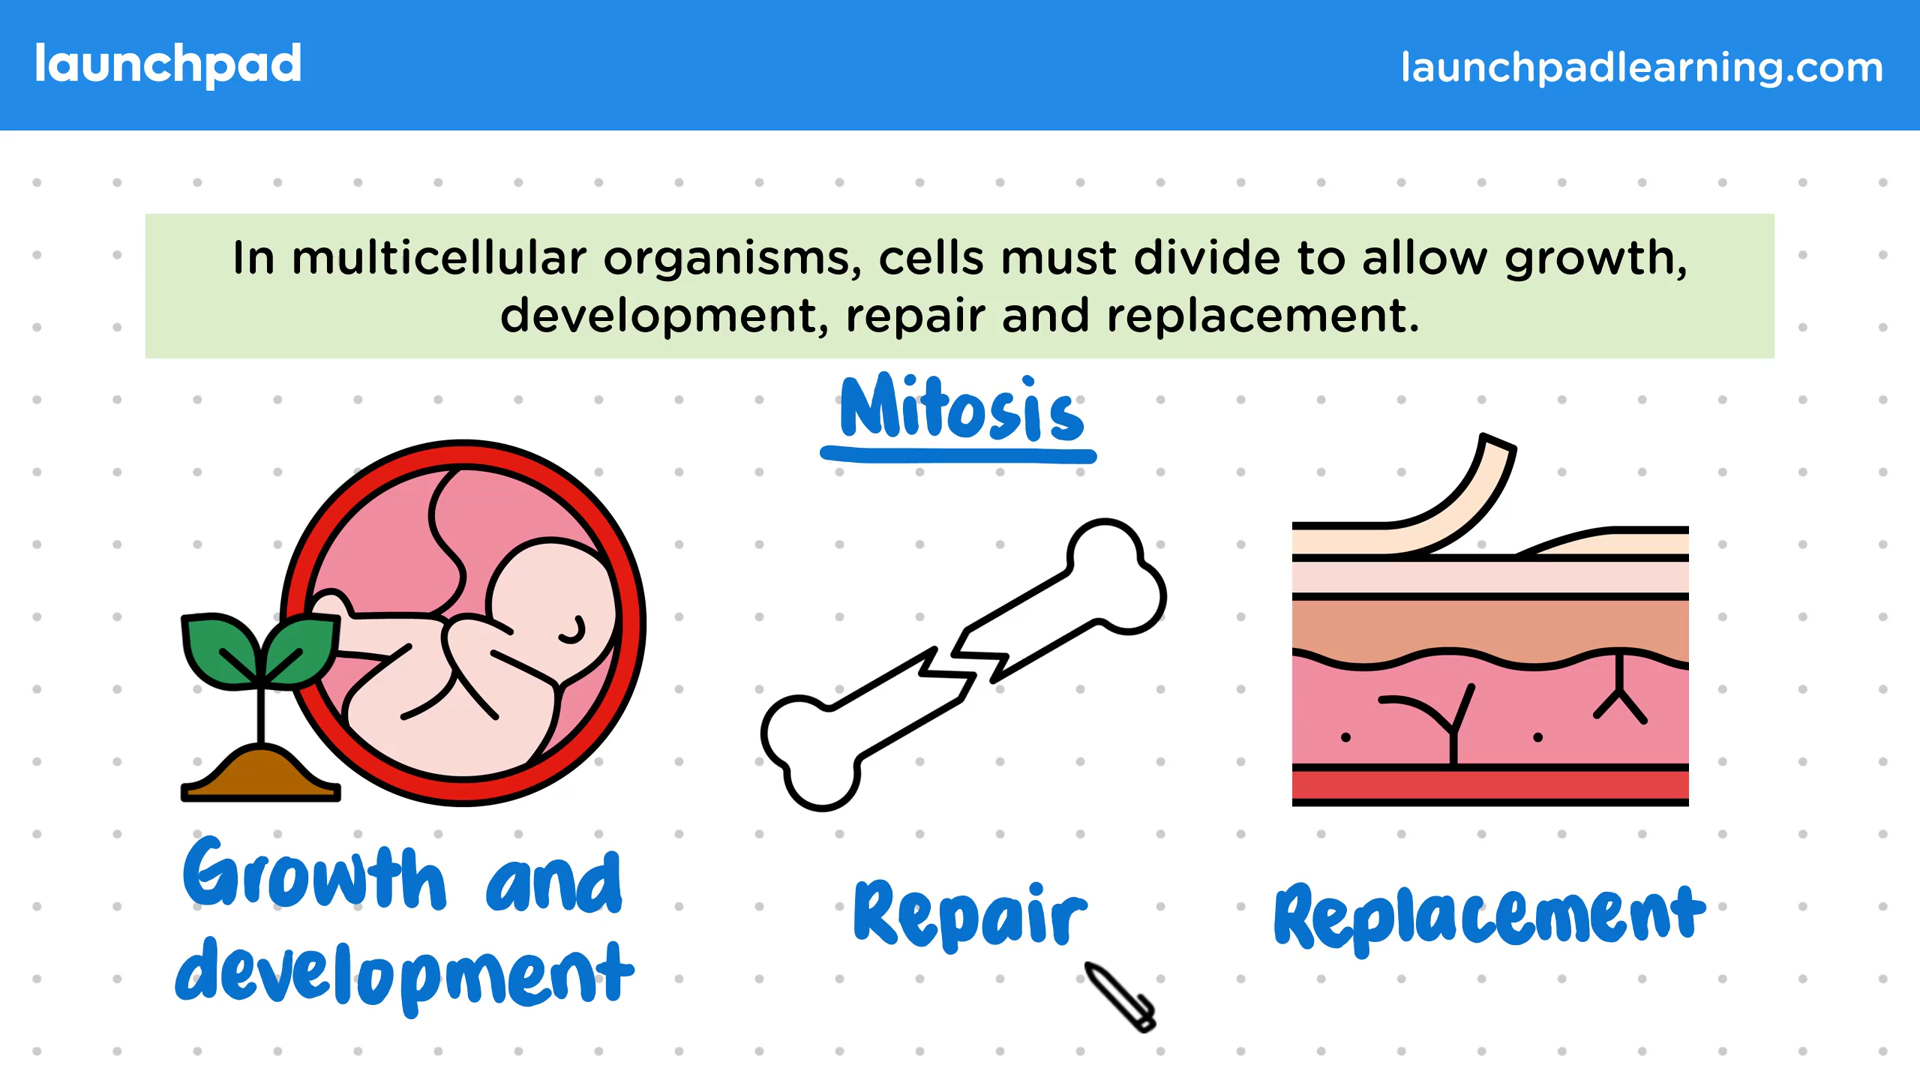 launchpad
launchpadlearning.com
In multicellular organisms, cells must divide to allow growth,
development, repair and replacement.
Mitosis
Growth and
development
Repair
Replacement